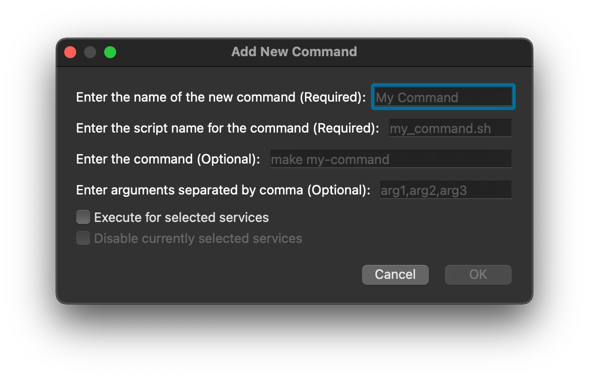 Add New Command
Enter the name of the new command (Required): My Command
Enter the script name for the command (Required): my_command.sh
Enter the command (Optional): make my-command
Enter arguments separated by comma (Optional): arg1,arg2,arg3
Execute for selected services
Disable currently selected services
Cancel OK